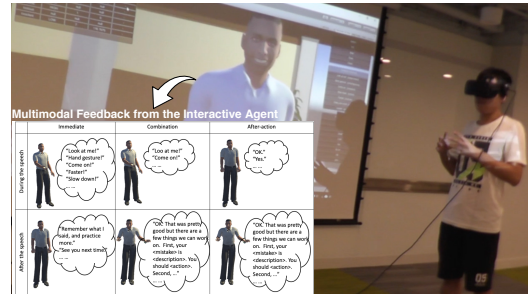 Multimodal Feedback from the Interactive Agent
Immediate
Combination
After-action
During the speech
"Look at me!"
"Hand gesture!"
"Come on!"
"Faster!"
"Slow down!"
... ...
"Loo at me!"
"Come on!"
... ...
"OK."
"Yes."
... ...
After the speech
"Remember what I
said, and practice
more."
"See you next time"
... ...
"OK. That was pretty
good but there are a
few things we can work
on. First, your
<mistake> is
<description>. You
should <action>.
Second, ..."
... ...
"OK. That was pretty
good but there are a
few things we can work
on. First, your
<mistake> is
<description>. You
should <action>.
Second, ..."
... ...
05